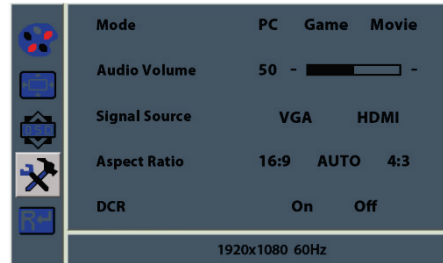 Mode PC Game Movie
Audio Volume 50 - -
Signal Source VGA HDMI
OSD
Aspect Ratio 16:9 AUTO 4:3
DCR On Off
R
1920x1080 60Hz